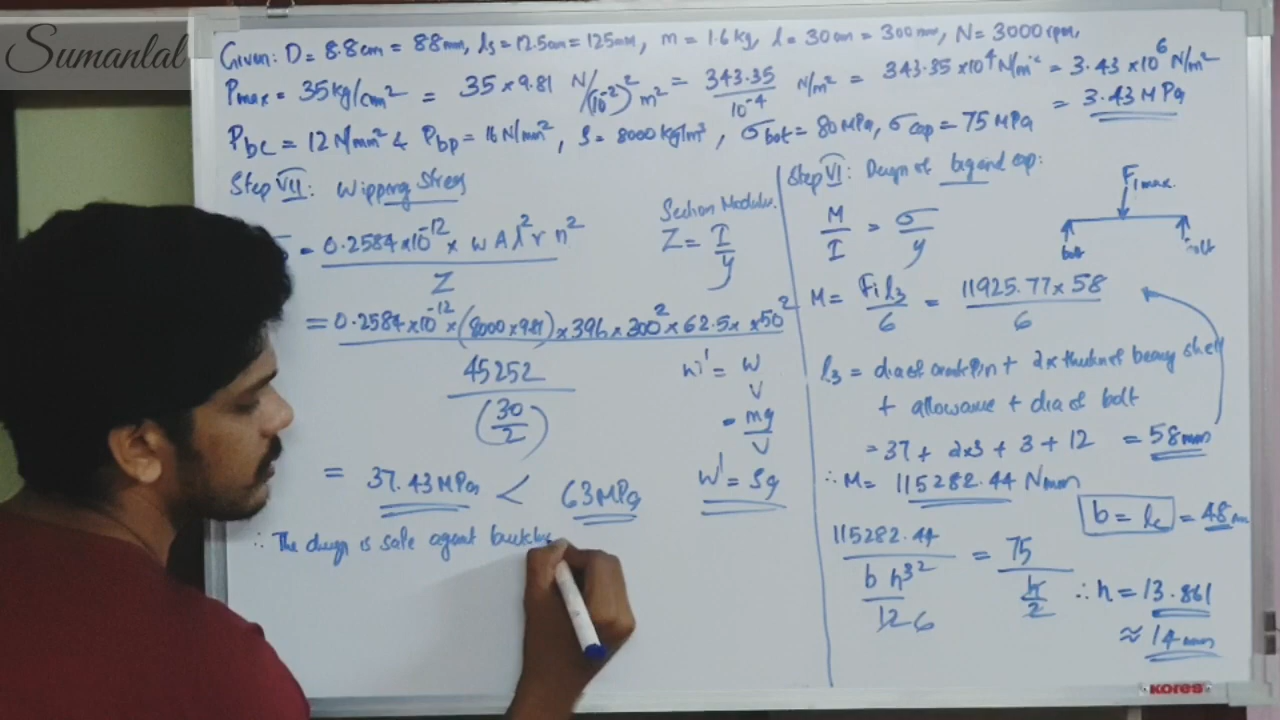 Sumanlal
Given: D = 8.8 cm = 88 mm, ls = 12.5 cm = 125 mm, m = 1.6 kg, l = 30 cm = 300 mm, N = 3000 rpm,
Pmax = 35 kg/cm² = 35 × 9.81 N/(10⁻²)² m² = 343.35/10⁻⁴ N/m² = 343.35 × 10⁴ N/m² = 3.43 × 10⁶ N/m²
= 3.43 MPa
Pbc = 12 N/mm² & Pbp = 16 N/mm², ρ = 8000 kg/m³, σbolt = 80 MPa, σcap = 75 MPa
Step VII: Wipping Stress
= 0.2584 × 10⁻¹² × w A l² r n² / Z
Section Modulus.
Z = I/y
= 0.2584 × 10⁻¹² × (8000 × 9.81) × 396 × 300² × 62.5 × × 50²
45252
(30/2)
w' = W/V
= mg/V
w' = ρg
= 37.43 MPa < 63 MPa
∴ The design is safe against
Step VI: Design of big end cap:
F1max.
bolt
M/I = σ/y
M = Fi l3/6 = 11925.77 × 58/6
l3 = dia of crank pin + 2 × thickness of bearing shell
+ allowance + dia of bolt
= 37 + 2×3 + 3 + 12 = 58 mm
∴ M = 115282.44 N mm
b = lc = 48 mm
115282.44 / (b h³² / 12 6) = 75 / (h/2)
∴ h = 13.861
≈ 14 mm
KORES